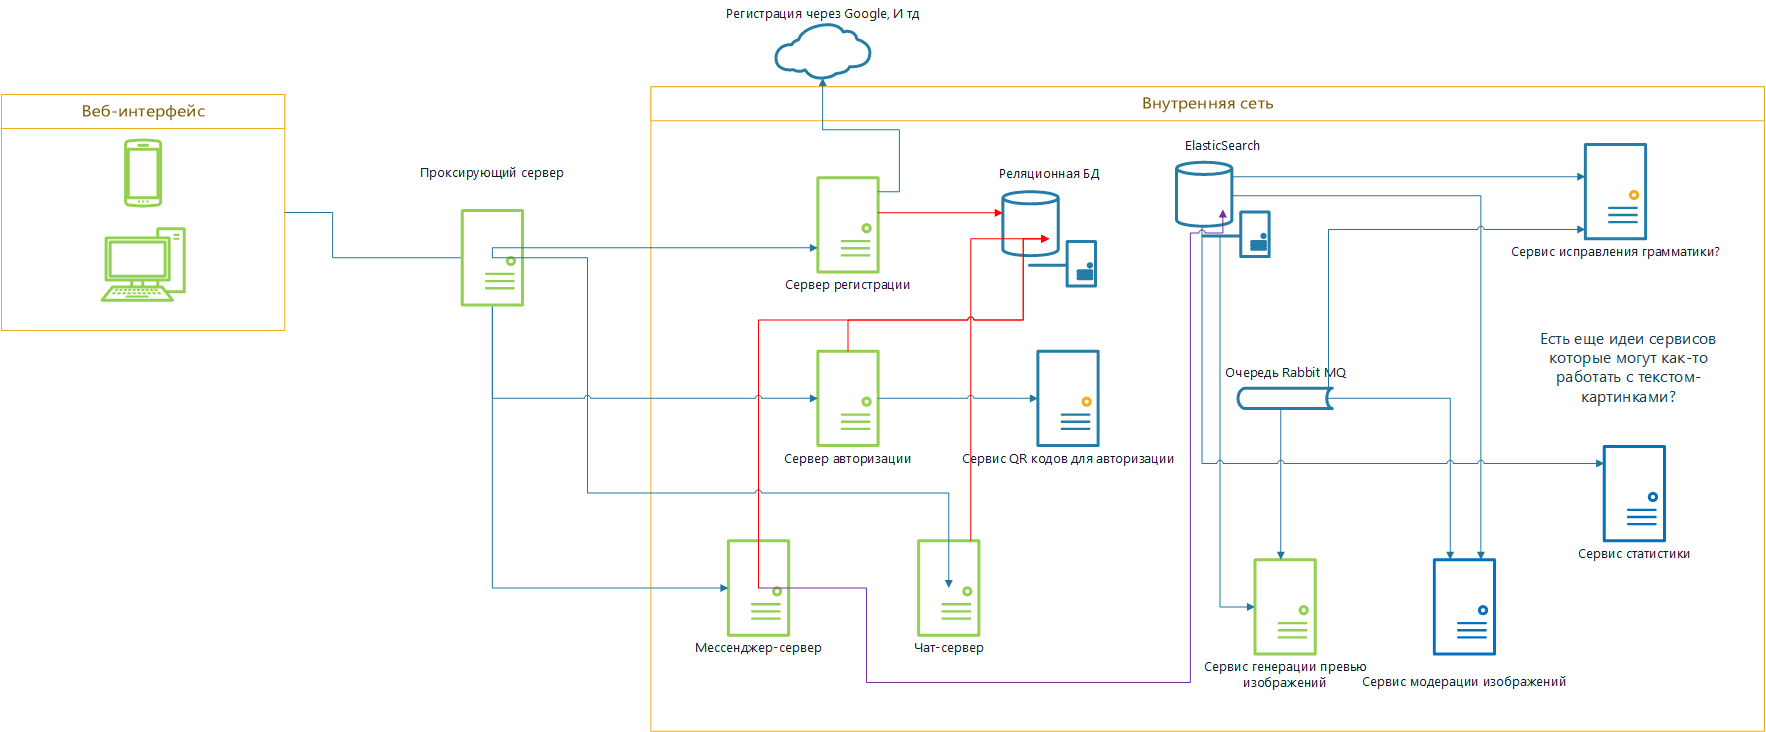 Регистрация через Google, И тд
Веб-интерфейс
Внутренняя сеть
Проксирующий сервер
Реляционная БД
ElasticSearch
Сервис исправления грамматики?
Сервер регистрации
Есть еще идеи сервисов
которые могут как-то
работать с текстом-
картинками?
Очередь Rabbit MQ
Сервер авторизации
Сервис QR кодов для авторизации
Сервис статистики
Мессенджер-сервер
Чат-сервер
Сервис генерации превью
изображений
Сервис модерации изображений